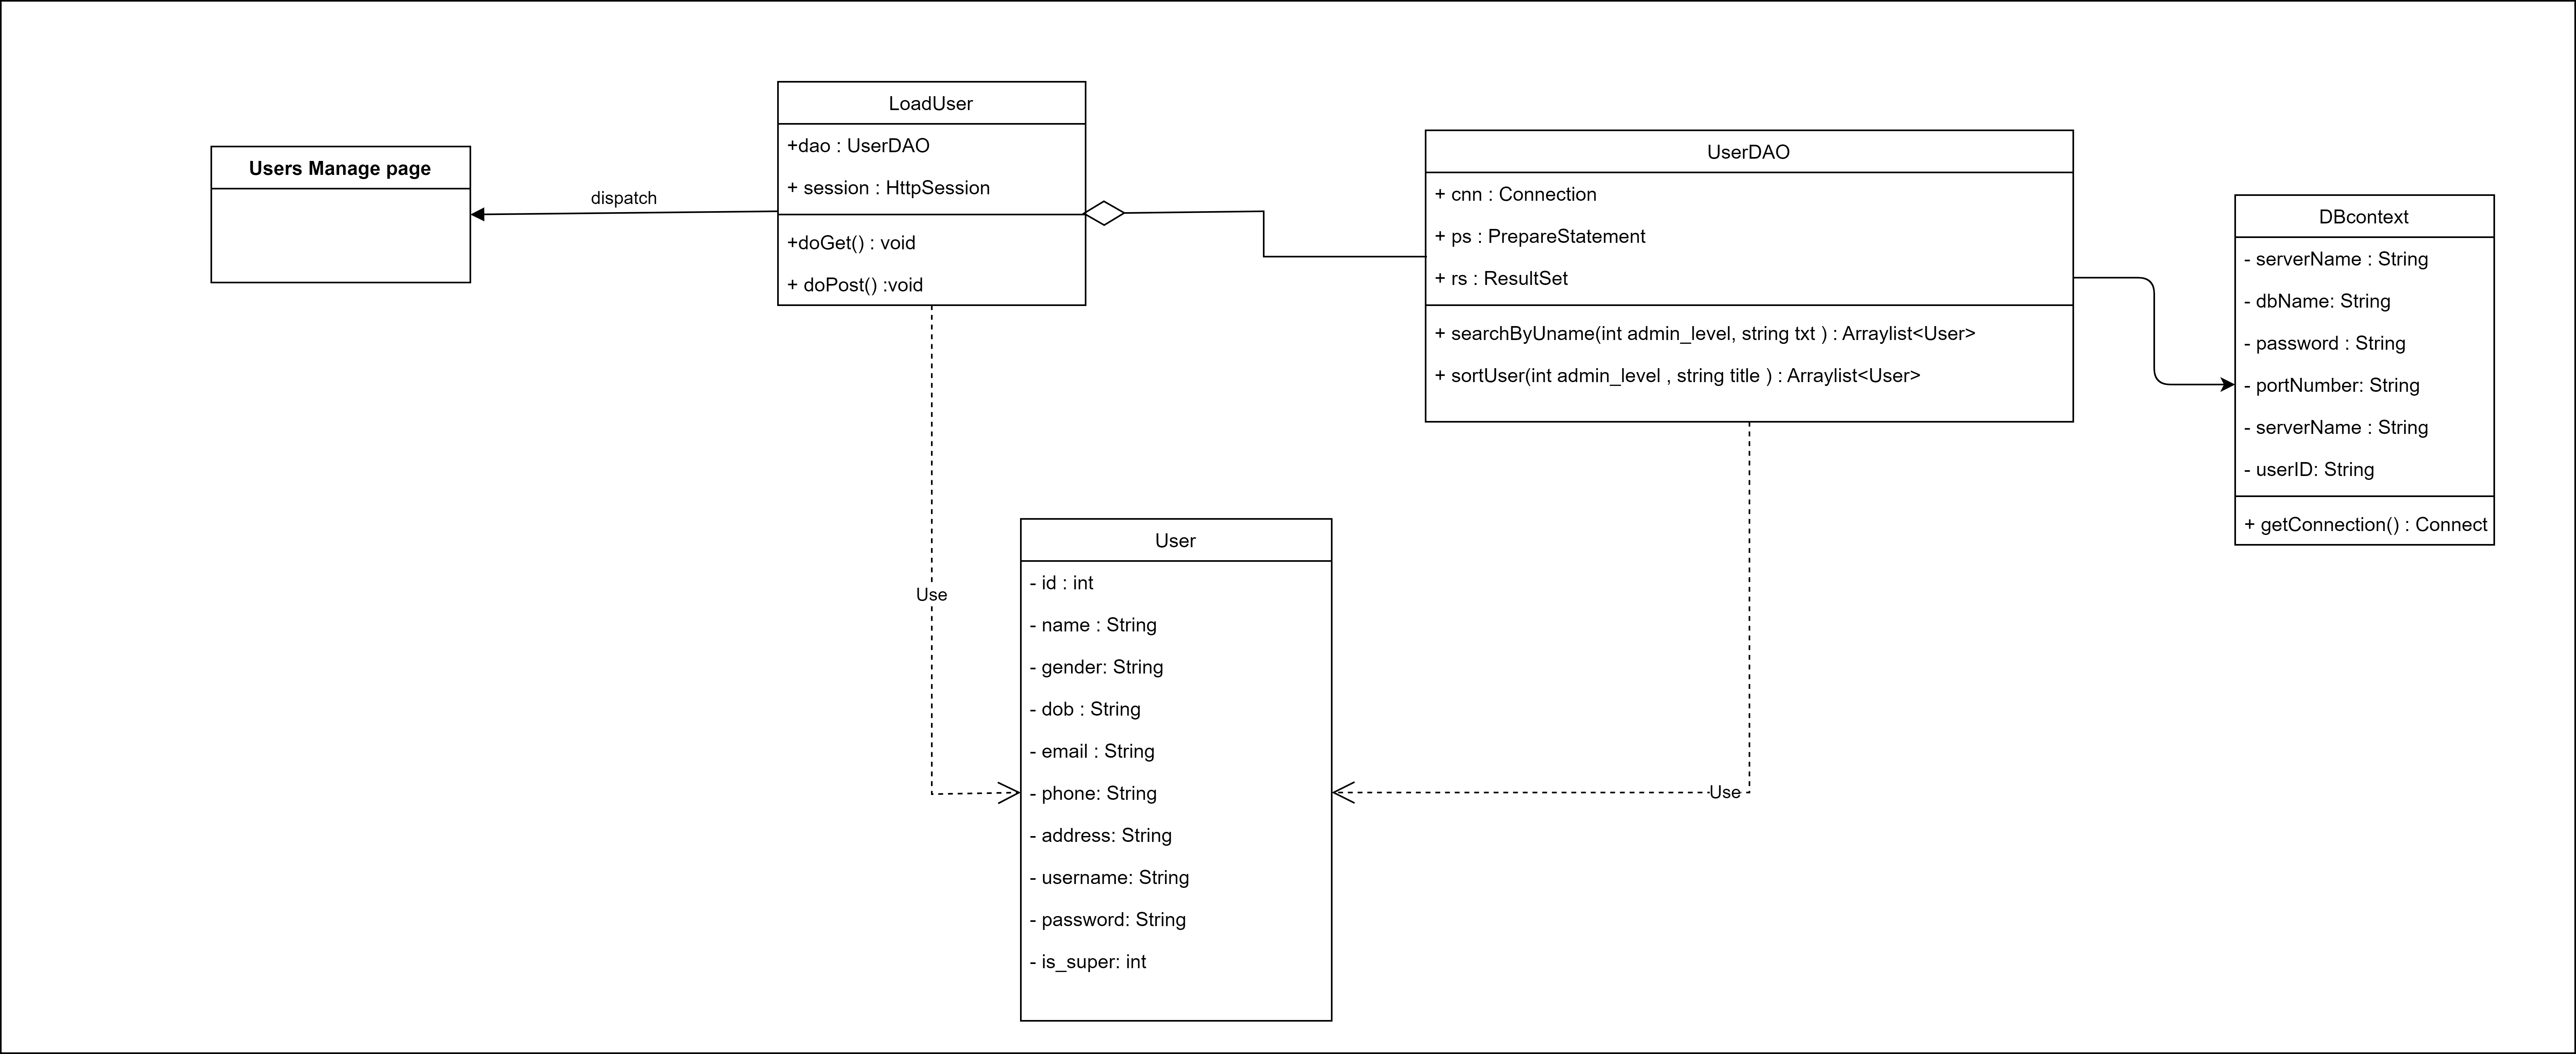 Users Manage page
dispatch
LoadUser
+dao : UserDAO
+ session : HttpSession
+doGet() : void
+ doPost() :void
UserDAO
+ cnn : Connection
+ ps : PrepareStatement
+ rs : ResultSet
+ searchByUname(int admin_level, string txt ) : Arraylist<User>
+ sortUser(int admin_level , string title ) : Arraylist<User>
DBcontext
- serverName : String
- dbName: String
- password : String
- portNumber: String
- serverName : String
- userID: String
+ getConnection() : Connect
Use
User
- id : int
- name : String
- gender: String
- dob : String
- email : String
- phone: String
- address: String
- username: String
- password: String
- is_super: int
Use